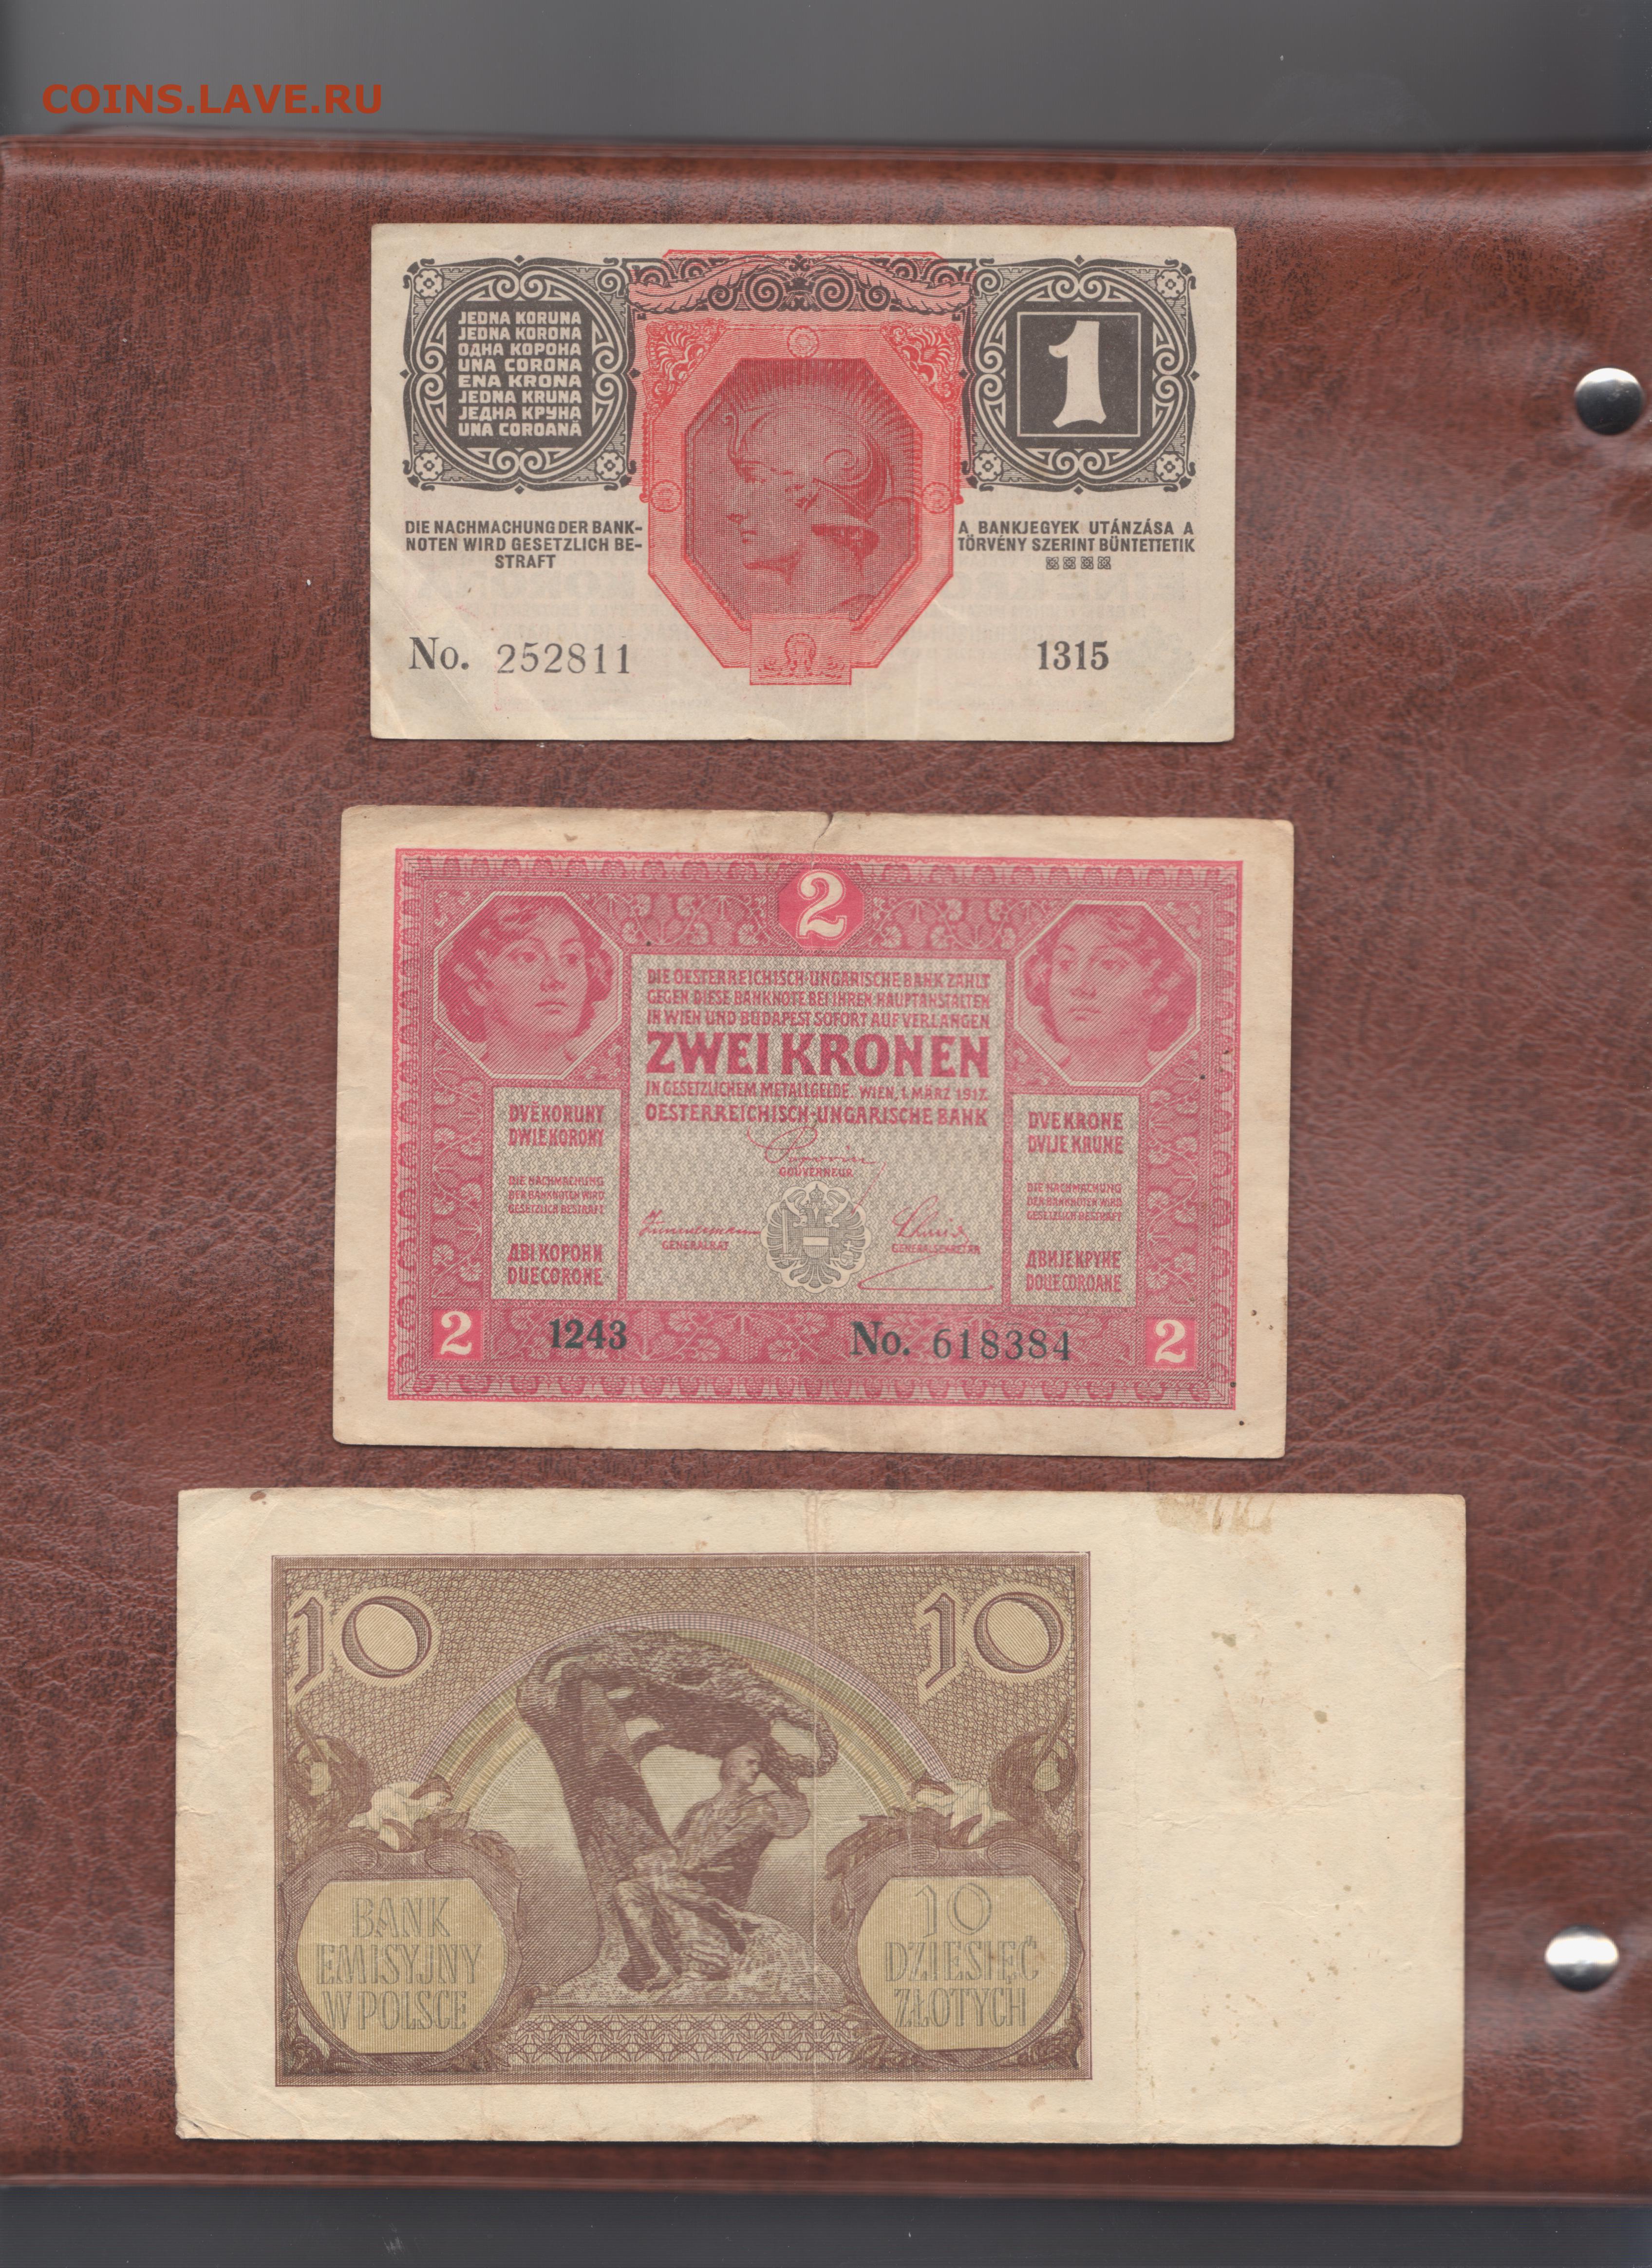 COINS.LAVE.RU
JEDNA KORUNA
JEDNA KORONA
ОДНА КОРОНА
UNA CORONA
ENA KRONA
JEDNA KRUNA
ЈЕДНА КРУНА
UNA COROANĂ
1
DIE NACHMACHUNG DER BANK-
NOTEN WIRD GESETZLICH BE-
STRAFT
A BANKJEGYEK UTÁNZÁSA A
TÖRVÉNY SZERINT BÜNTETTETIK
No. 252811
1315
2
DIE OESTERREICHISCH-UNGARISCHE BANK ZAHLT
GEGEN DIESE BANKNOTE BEI IHREN HAUPTANSTALTEN
IN WIEN UND BUDAPEST SOFORT AUF VERLANGEN
ZWEI KRONEN
IN GESETZLICHEM METALLGELDE. WIEN, 1. MÄRZ 1917.
OESTERREICHISCH-UNGARISCHE BANK
GOUVERNEUR
GENERALRAT
GENERALSEKRETÄR
DVĚ KORUNY
DWIE KORONY
DIE NACHMACHUNG
DER BANKNOTEN WIRD
GESETZLICH BESTRAFT
ДВІ КОРОНИ
DUE CORONE
DVE KRONE
DVIJE KRUNE
DIE NACHMACHUNG
DER BANKNOTEN WIRD
GESETZLICH BESTRAFT
ДВИЈЕ КРУНЕ
DOUE COROANE
2
1243
No. 618384
2
10
10
BANK
EMISYJNY
W POLSCE
10
DZIESIĘĆ
ZŁOTYCH